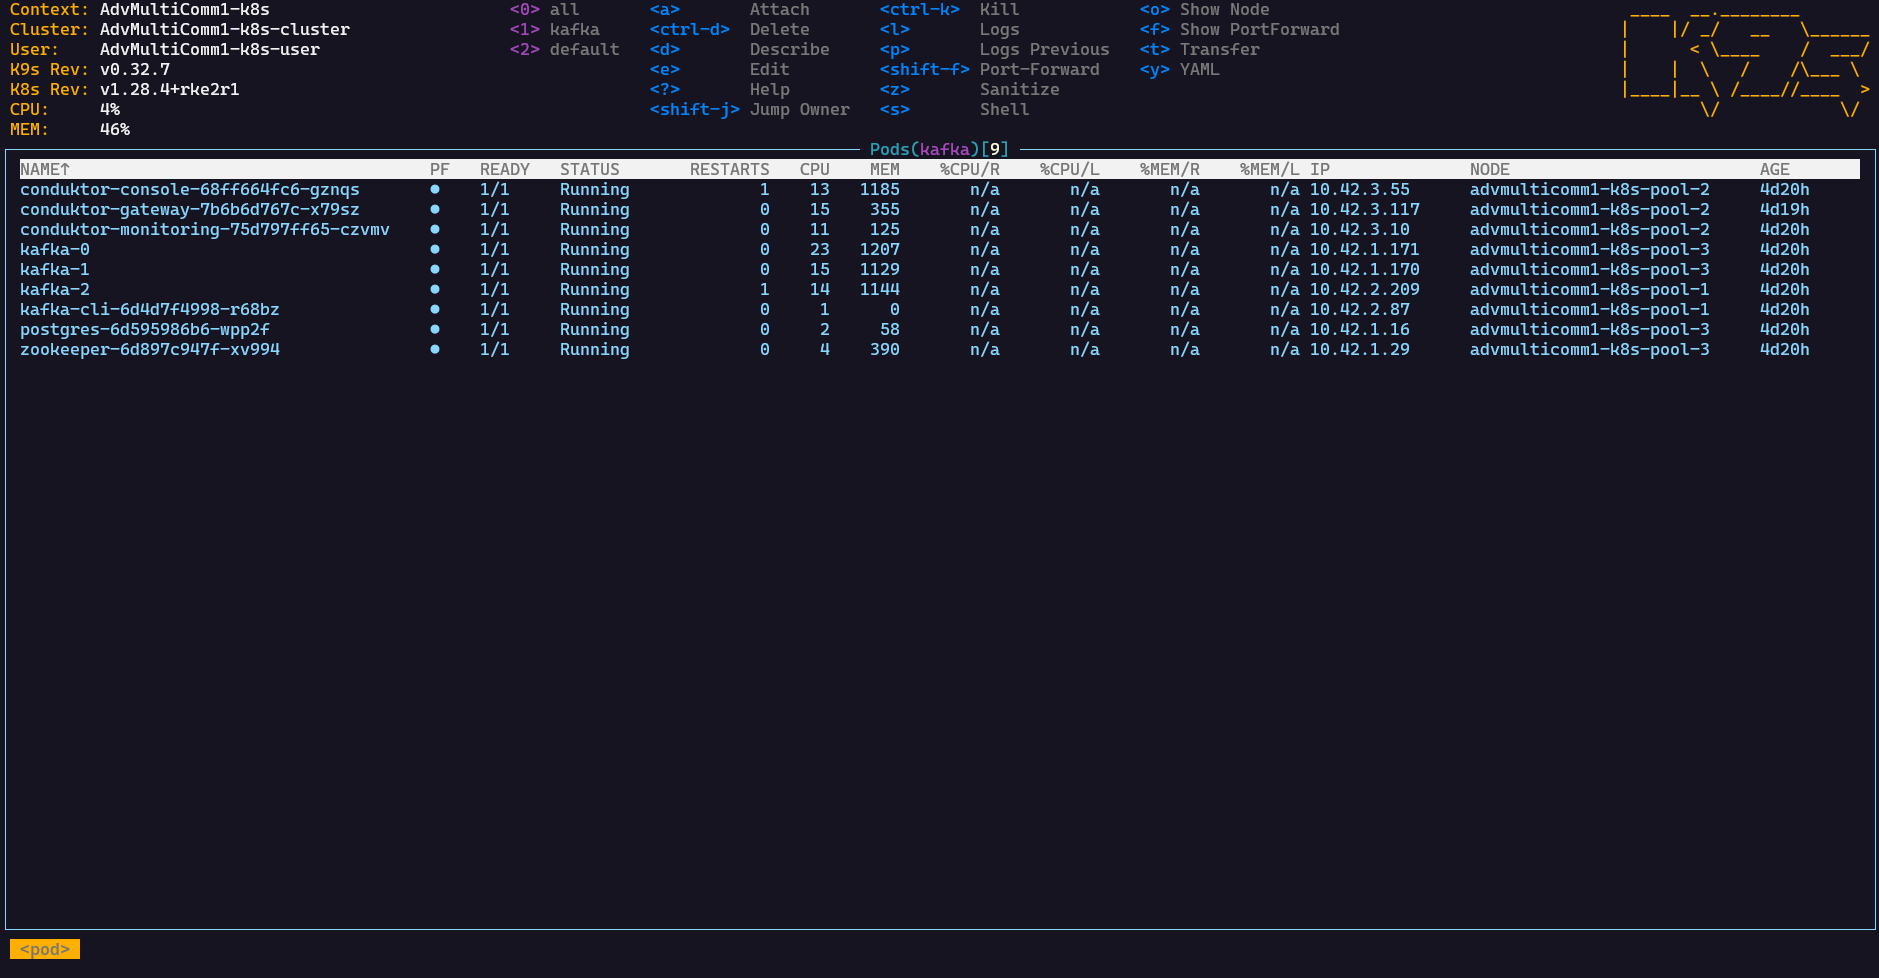 Context: AdvMultiComm1-k8s <0> all <a> Attach <ctrl-k> Kill <o> Show Node
Cluster: AdvMultiComm1-k8s-cluster <1> kafka <ctrl-d> Delete <l> Logs <f> Show PortForward
User: AdvMultiComm1-k8s-user <2> default <d> Describe <p> Logs Previous <t> Transfer
K9s Rev: v0.32.7 <e> Edit <shift-f> Port-Forward <y> YAML
K8s Rev: v1.28.4+rke2r1 <?> Help <z> Sanitize
CPU: 4% <shift-j> Jump Owner <s> Shell
MEM: 46%
Pods(kafka)[9]
NAME↑ PF READY STATUS RESTARTS CPU MEM %CPU/R %CPU/L %MEM/R %MEM/L IP NODE AGE
conduktor-console-68ff664fc6-gznqs ● 1/1 Running 1 13 1185 n/a n/a n/a n/a 10.42.3.55 advmulticomm1-k8s-pool-2 4d20h
conduktor-gateway-7b6b6d767c-x79sz ● 1/1 Running 0 15 355 n/a n/a n/a n/a 10.42.3.117 advmulticomm1-k8s-pool-2 4d19h
conduktor-monitoring-75d797ff65-czvmv ● 1/1 Running 0 11 125 n/a n/a n/a n/a 10.42.3.10 advmulticomm1-k8s-pool-2 4d20h
kafka-0 ● 1/1 Running 0 23 1207 n/a n/a n/a n/a 10.42.1.171 advmulticomm1-k8s-pool-3 4d20h
kafka-1 ● 1/1 Running 0 15 1129 n/a n/a n/a n/a 10.42.1.170 advmulticomm1-k8s-pool-3 4d20h
kafka-2 ● 1/1 Running 1 14 1144 n/a n/a n/a n/a 10.42.2.209 advmulticomm1-k8s-pool-1 4d20h
kafka-cli-6d4d7f4998-r68bz ● 1/1 Running 0 1 0 n/a n/a n/a n/a 10.42.2.87 advmulticomm1-k8s-pool-1 4d20h
postgres-6d595986b6-wpp2f ● 1/1 Running 0 2 58 n/a n/a n/a n/a 10.42.1.16 advmulticomm1-k8s-pool-3 4d20h
zookeeper-6d897c947f-xv994 ● 1/1 Running 0 4 390 n/a n/a n/a n/a 10.42.1.29 advmulticomm1-k8s-pool-3 4d20h
<pod>